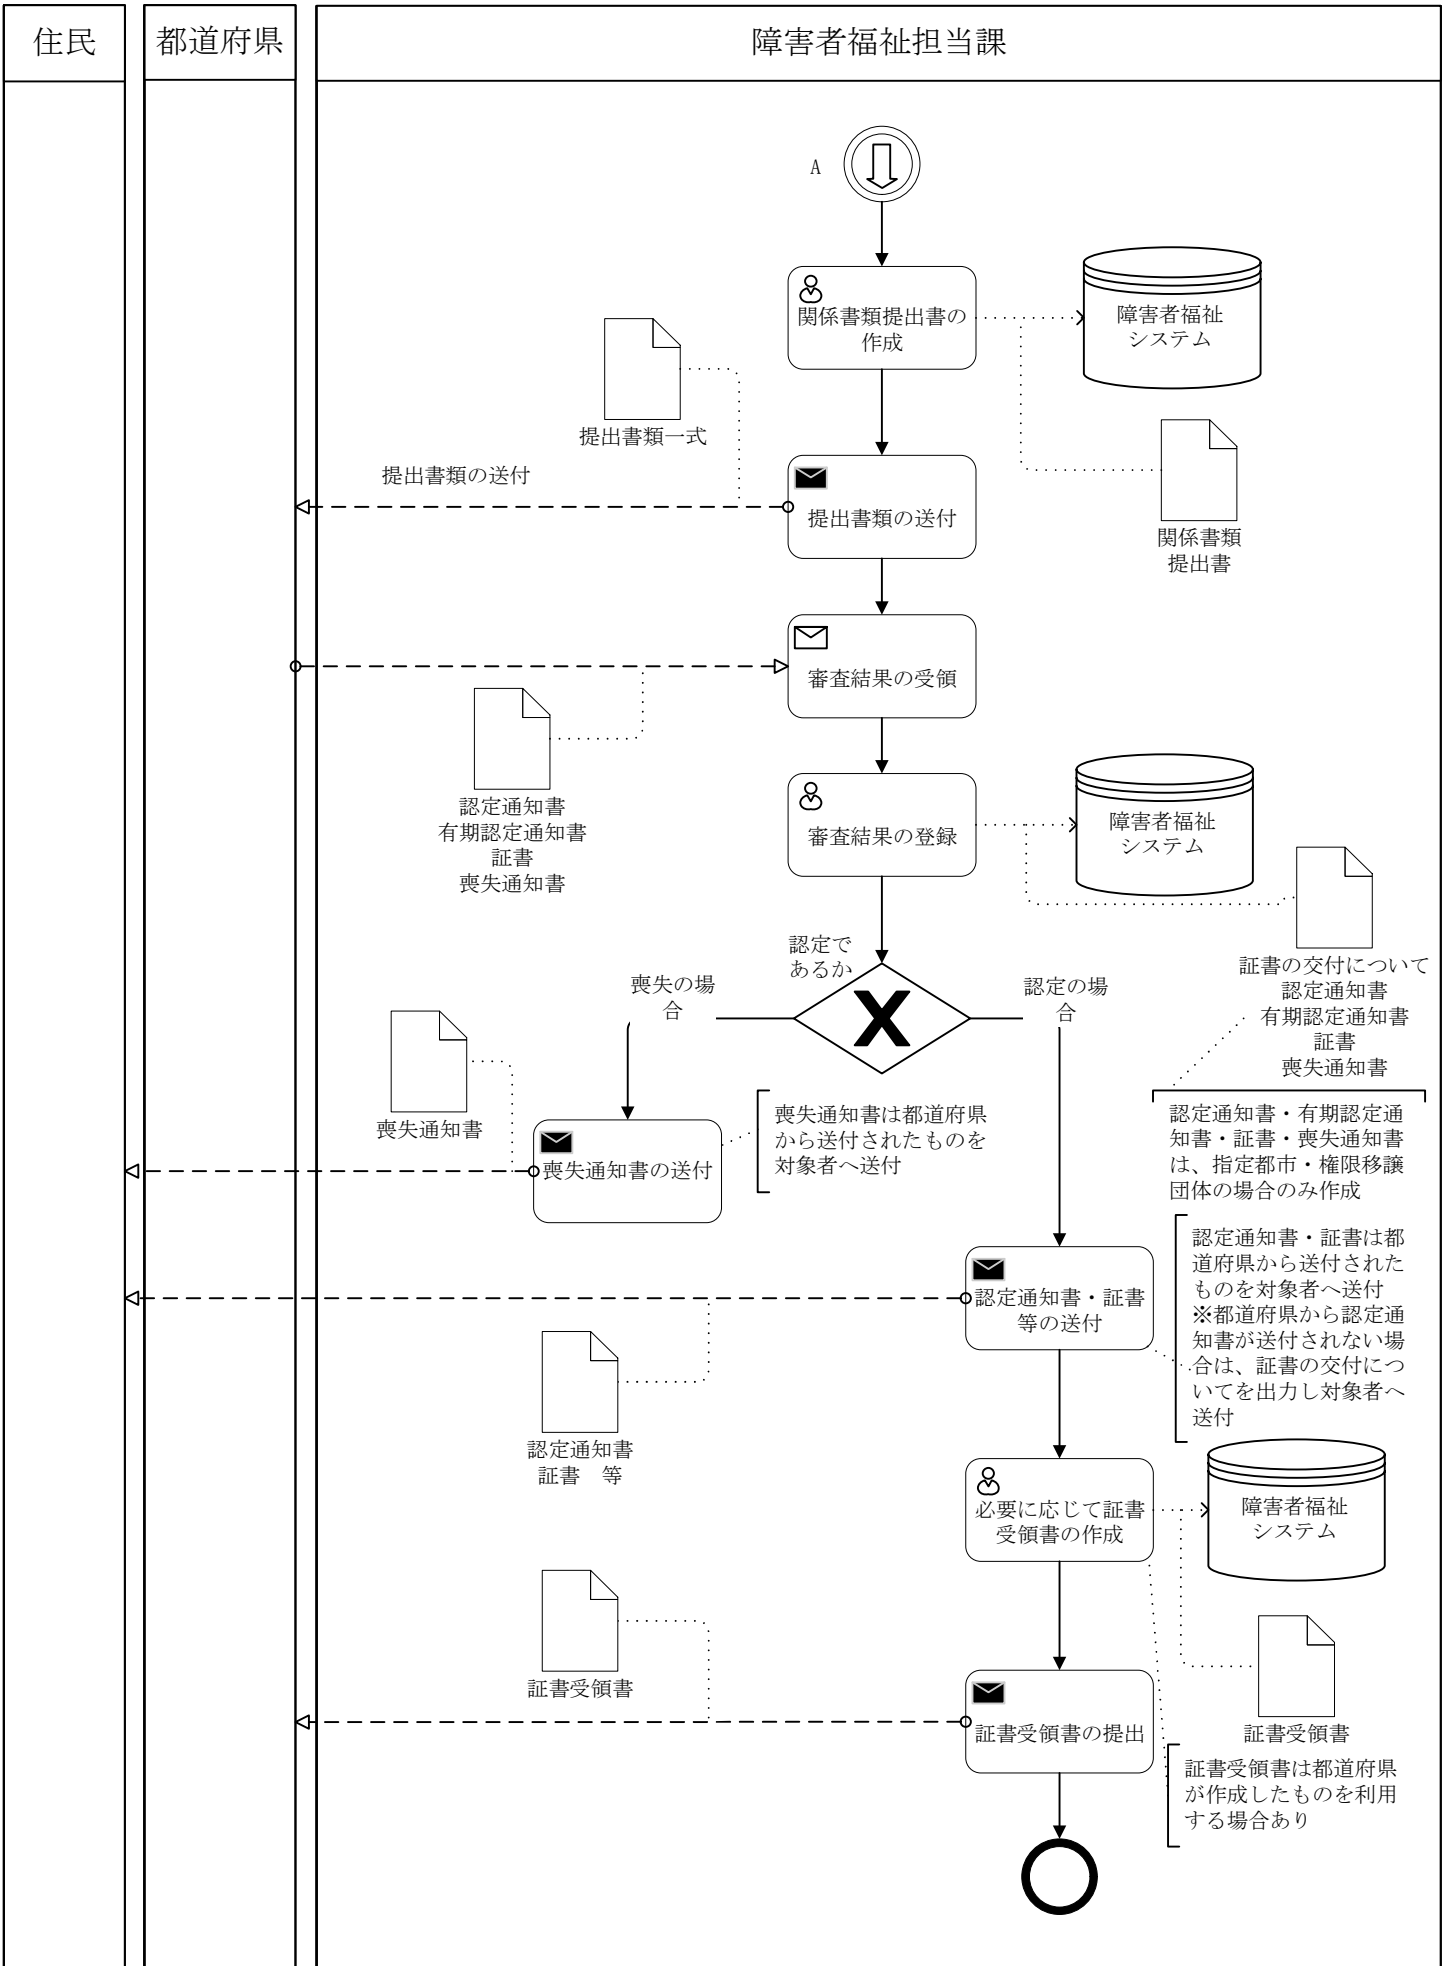 住民
都道府県
障害者福祉担当課
A
関係書類提出書の
作成
障害者福祉
システム
提出書類一式
関係書類
提出書
提出書類の送付
提出書類の送付
審査結果の受領
認定通知書
有期認定通知書
証書
喪失通知書
審査結果の登録
障害者福祉
システム
証書の交付について
認定通知書
有期認定通知書
証書
喪失通知書
認定で
あるか
喪失の場
合
認定の場
合
喪失通知書
喪失通知書の送付
喪失通知書は都道府県
から送付されたものを
対象者へ送付
認定通知書・有期認定通
知書・証書・喪失通知書
は、指定都市・権限移譲
団体の場合のみ作成
認定通知書・証書
等の送付
認定通知書・証書は都
道府県から送付された
ものを対象者へ送付
※都道府県から認定通
知書が送付されない場
合は、証書の交付につ
いてを出力し対象者へ
送付
認定通知書
証書　等
必要に応じて証書
受領書の作成
障害者福祉
システム
証書受領書
証書受領書
証書受領書の提出
証書受領書は都道府県
が作成したものを利用
する場合あり